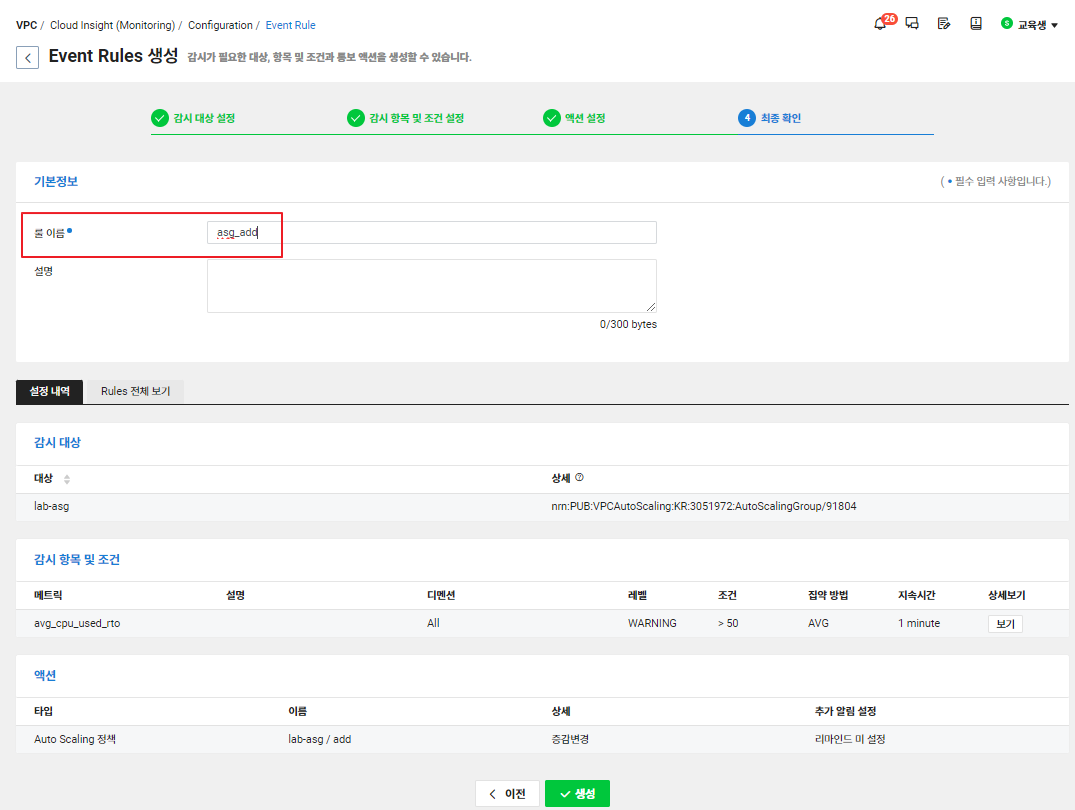 VPC / Cloud Insight (Monitoring) / Configuration / Event Rule
26
S 교육생
Event Rules 생성 감시가 필요한 대상, 항목 및 조건과 통보 액션을 생성할 수 있습니다.
감시 대상 설정 감시 항목 및 조건 설정 액션 설정 4 최종 확인
기본정보 ( • 필수 입력 사항입니다.)
룰 이름 asg_add
설명
0/300 bytes
설정 내역 Rules 전체 보기
감시 대상
대상 상세
lab-asg nrn:PUB:VPCAutoScaling:KR:3051972:AutoScalingGroup/91804
감시 항목 및 조건
메트릭 설명 디멘션 레벨 조건 집약 방법 지속시간 상세보기
avg_cpu_used_rto All WARNING > 50 AVG 1 minute 보기
액션
타입 이름 상세 추가 알림 설정
Auto Scaling 정책 lab-asg / add 증감변경 리마인드 미 설정
이전 생성